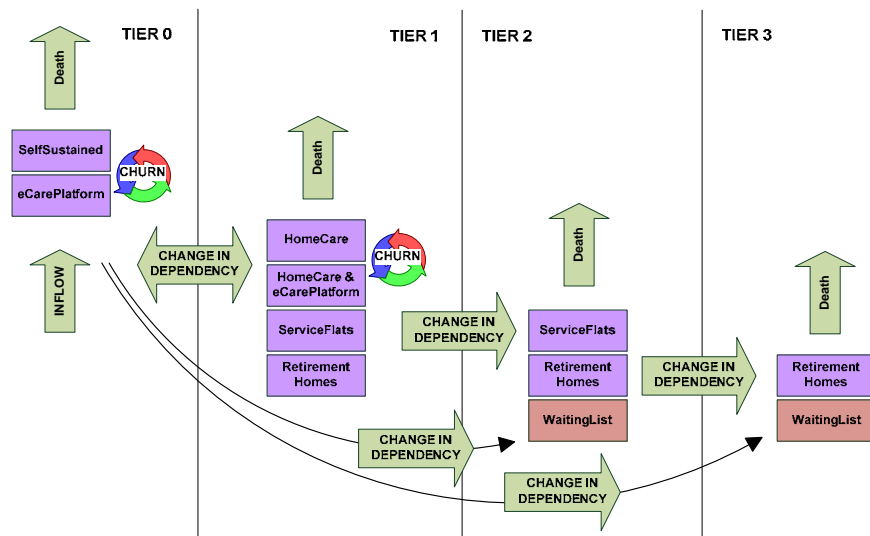 TIER 0
TIER 1
TIER 2
TIER 3
Death
SelfSustained
eCarePlatform
CHURN
INFLOW
CHANGE IN
DEPENDENCY
Death
HomeCare
HomeCare &
eCarePlatform
ServiceFlats
Retirement
Homes
CHURN
CHANGE IN
DEPENDENCY
Death
ServiceFlats
Retirement
Homes
WaitingList
CHANGE IN
DEPENDENCY
Death
Retirement
Homes
WaitingList
CHANGE IN
DEPENDENCY
CHANGE IN
DEPENDENCY